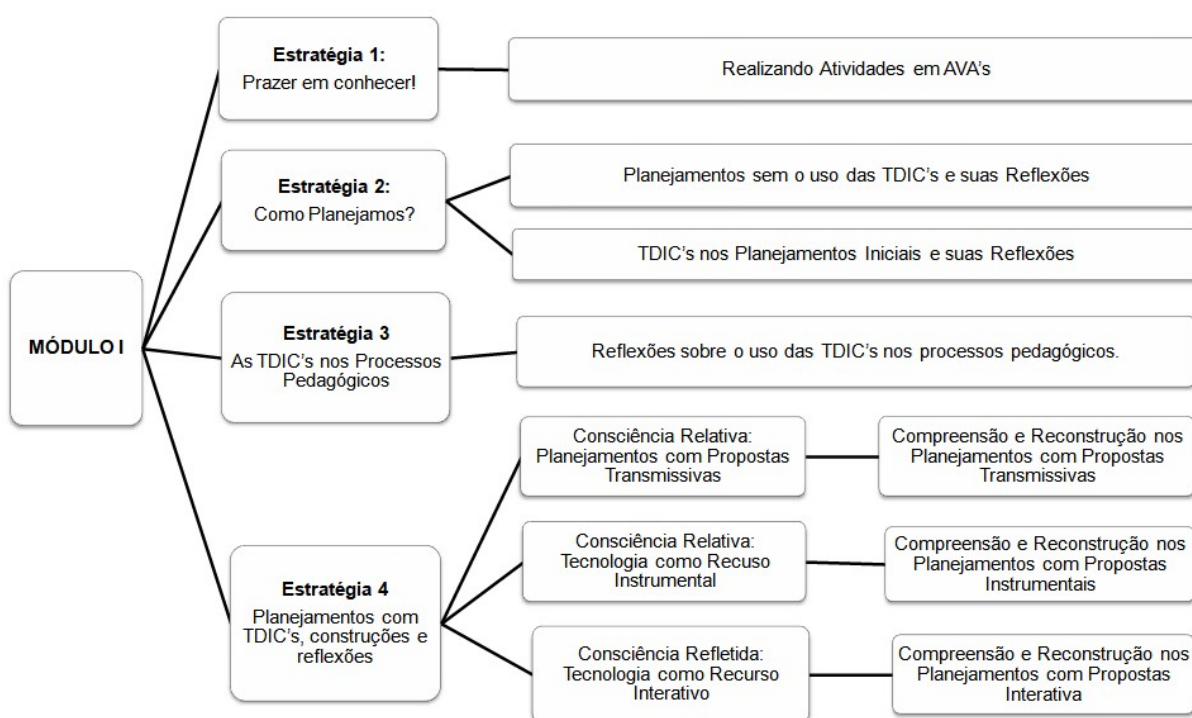 MÓDULO I
Estratégia 1:
Prazer em conhecer!
Realizando Atividades em AVA's
Estratégia 2:
Como Planejamos?
Planejamentos sem o uso das TDIC's e suas Reflexões
TDIC's nos Planejamentos Iniciais e suas Reflexões
Estratégia 3
As TDIC's nos Processos
Pedagógicos
Reflexões sobre o uso das TDIC's nos processos pedagógicos.
Estratégia 4
Planejamentos com
TDIC's, construções e
reflexões
Consciência Relativa:
Planejamentos com Propostas
Transmissivas
Compreensão e Reconstrução nos
Planejamentos com Propostas
Transmissivas
Consciência Relativa:
Tecnologia como Recuso
Instrumental
Compreensão e Reconstrução nos
Planejamentos com Propostas
Instrumentais
Consciência Refletida:
Tecnologia como Recurso
Interativo
Compreensão e Reconstrução nos
Planejamentos com Propostas
Interativa